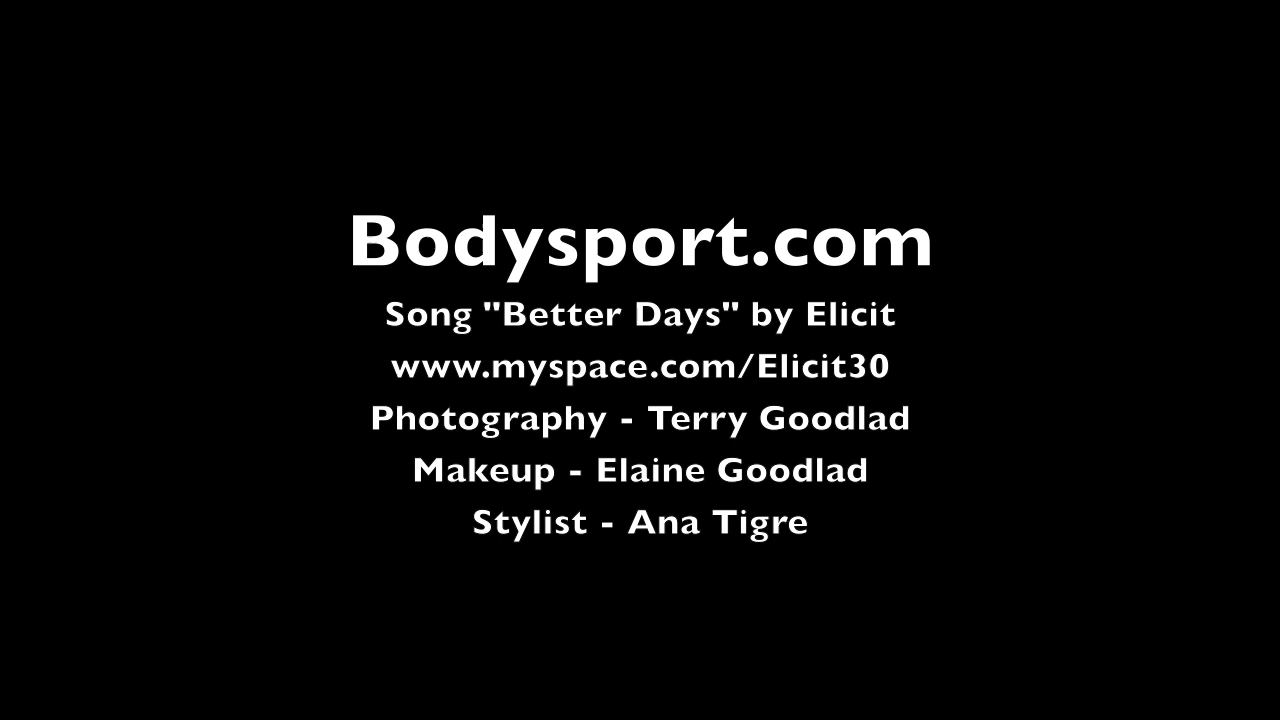 Bodysport.com
Song "Better Days" by Elicit
www.myspace.com/Elicit30
Photography - Terry Goodlad
Makeup - Elaine Goodlad
Stylist - Ana Tigre